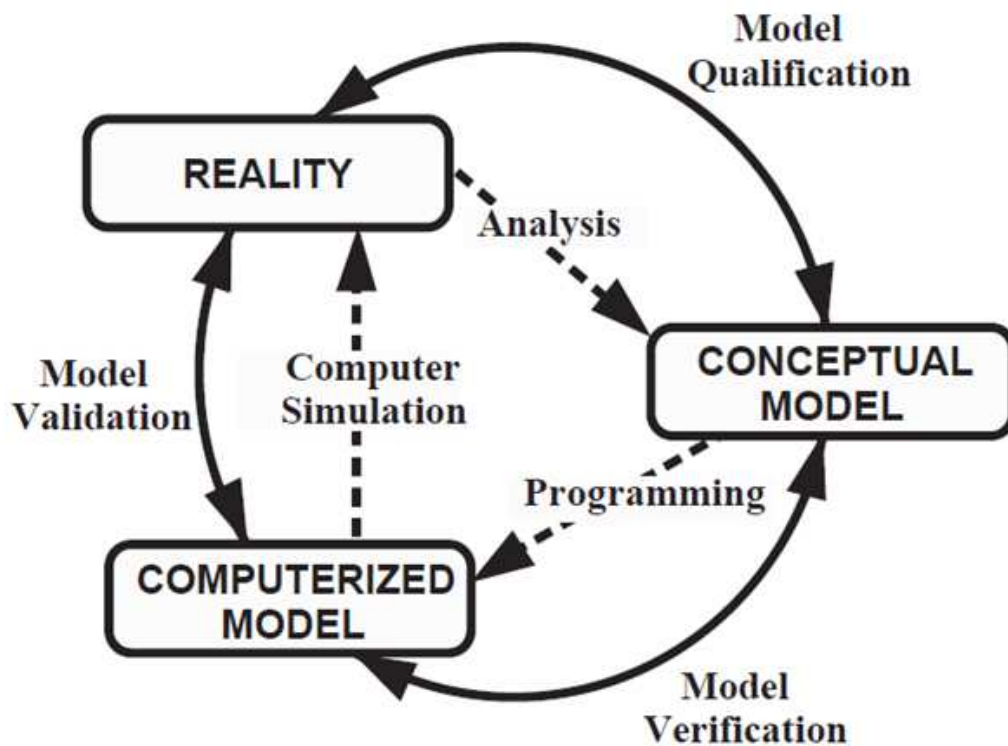 Model
Qualification
REALITY
Analysis
CONCEPTUAL
MODEL
Computer
Simulation
Model
Validation
Programming
COMPUTERIZED
MODEL
Model
Verification